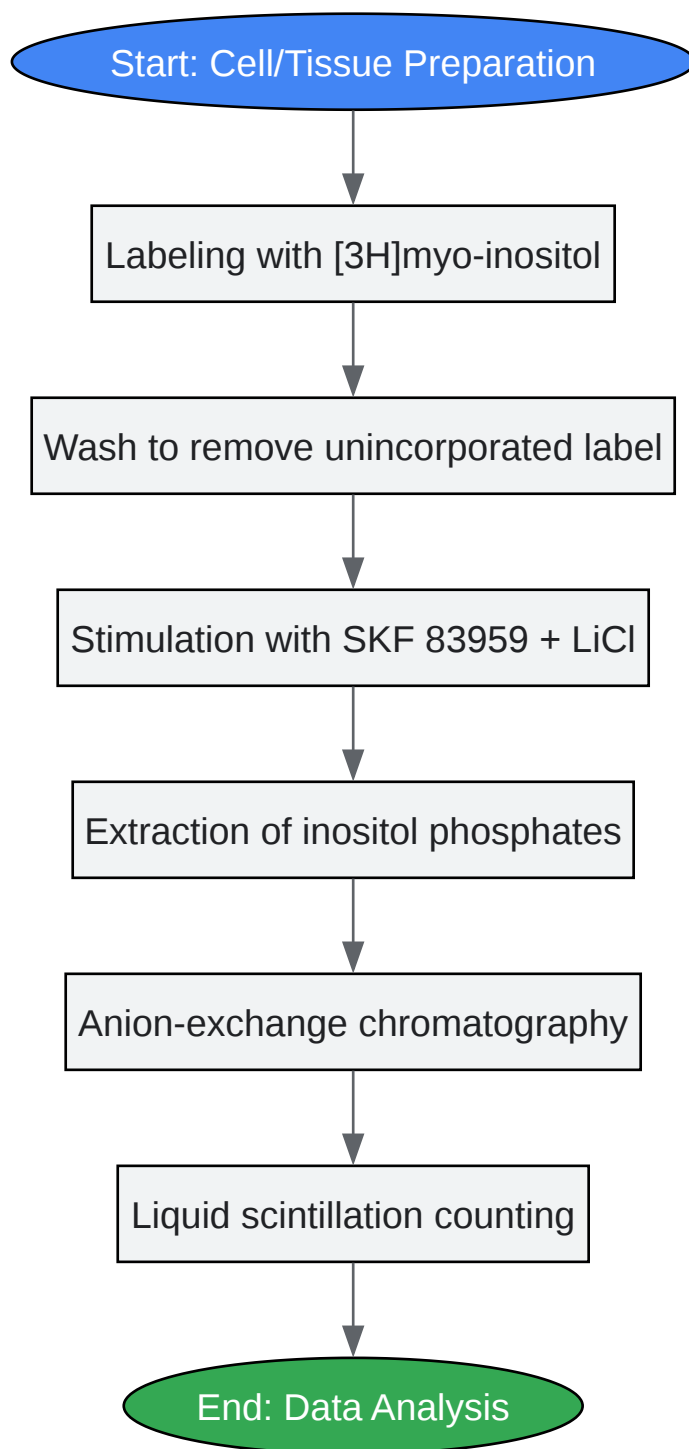 Start: Cell/Tissue Preparation
Labeling with [3H]myo-inositol
Wash to remove unincorporated label
Stimulation with SKF 83959 + LiCl
Extraction of inositol phosphates
Anion-exchange chromatography
Liquid scintillation counting
End: Data Analysis